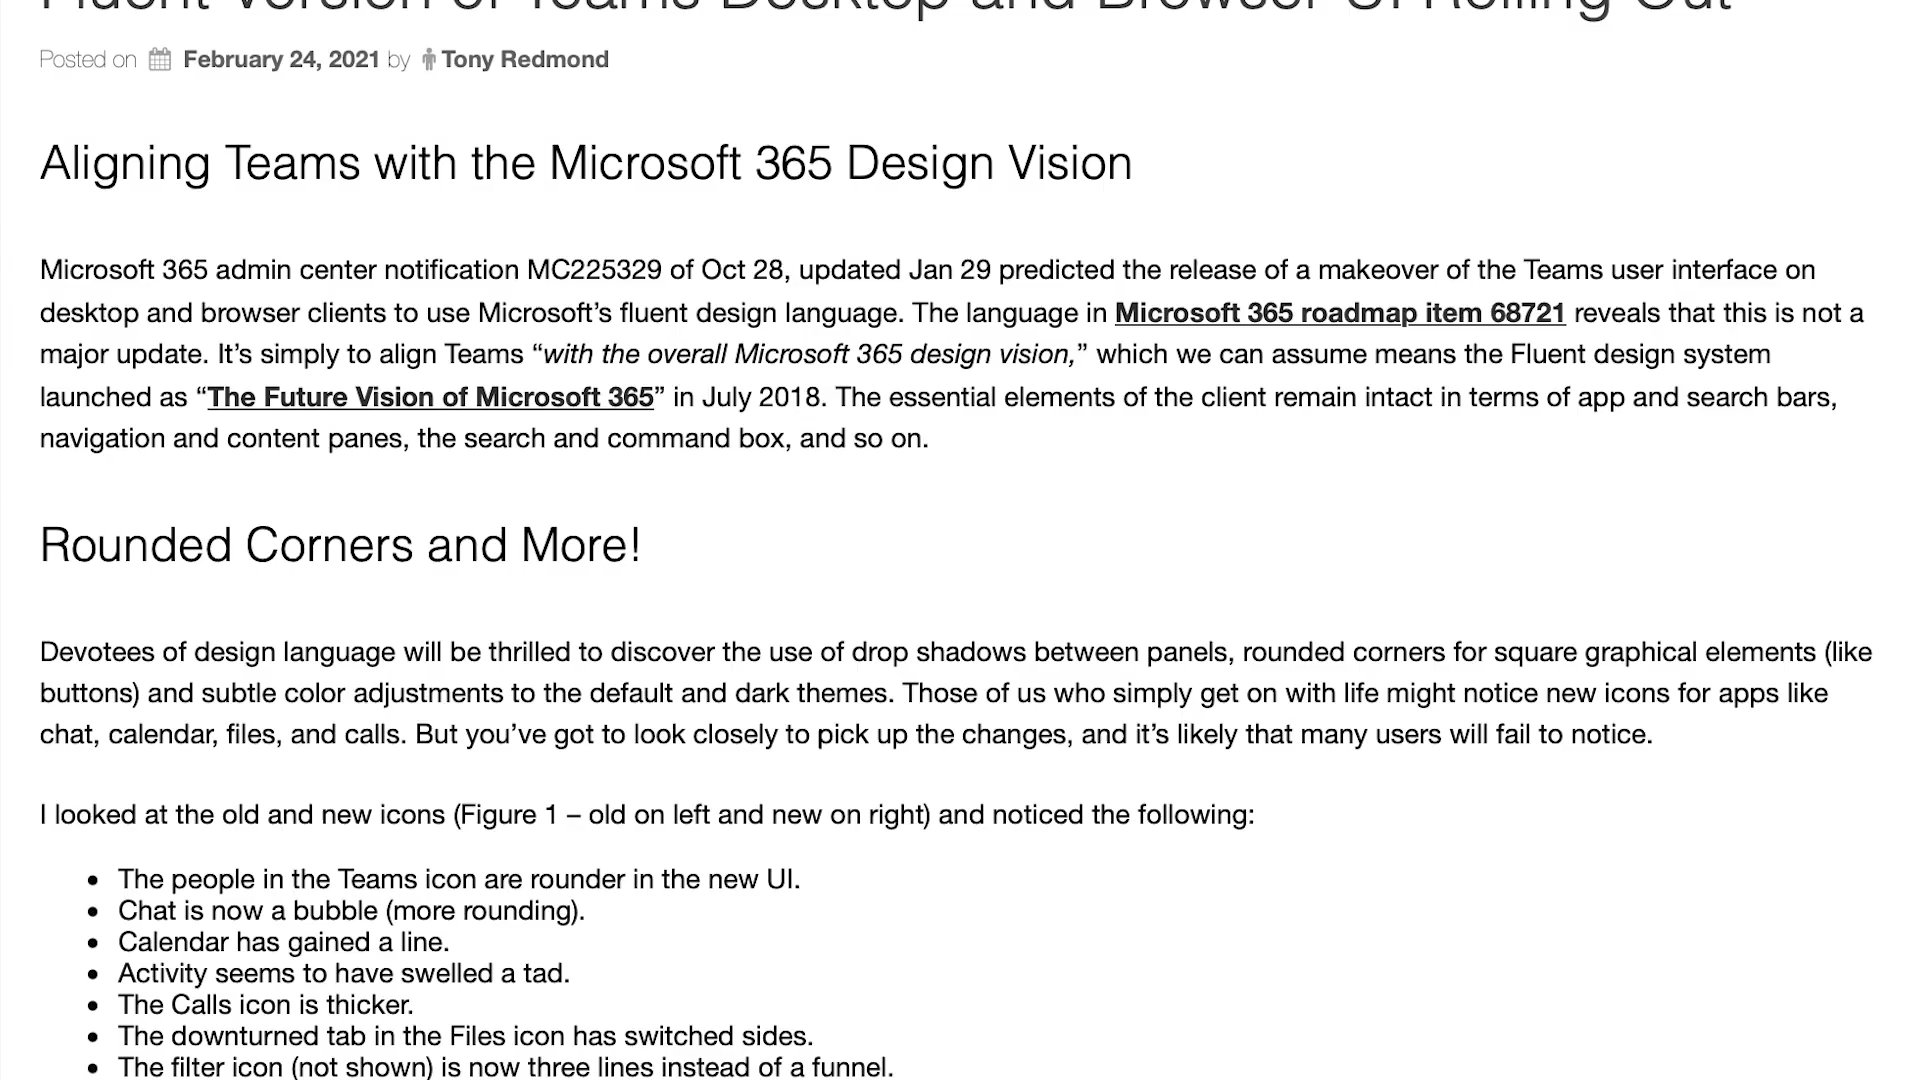 Fluent Version of Teams Desktop and Browser UI Rolling Out
Posted on February 24, 2021 by Tony Redmond
Aligning Teams with the Microsoft 365 Design Vision
Microsoft 365 admin center notification MC225329 of Oct 28, updated Jan 29 predicted the release of a makeover of the Teams user interface on
desktop and browser clients to use Microsoft’s fluent design language. The language in Microsoft 365 roadmap item 68721 reveals that this is not a
major update. It’s simply to align Teams “with the overall Microsoft 365 design vision,” which we can assume means the Fluent design system
launched as “The Future Vision of Microsoft 365” in July 2018. The essential elements of the client remain intact in terms of app and search bars,
navigation and content panes, the search and command box, and so on.
Rounded Corners and More!
Devotees of design language will be thrilled to discover the use of drop shadows between panels, rounded corners for square graphical elements (like
buttons) and subtle color adjustments to the default and dark themes. Those of us who simply get on with life might notice new icons for apps like
chat, calendar, files, and calls. But you’ve got to look closely to pick up the changes, and it’s likely that many users will fail to notice.
I looked at the old and new icons (Figure 1 – old on left and new on right) and noticed the following:
• The people in the Teams icon are rounder in the new UI.
• Chat is now a bubble (more rounding).
• Calendar has gained a line.
• Activity seems to have swelled a tad.
• The Calls icon is thicker.
• The downturned tab in the Files icon has switched sides.
• The filter icon (not shown) is now three lines instead of a funnel.